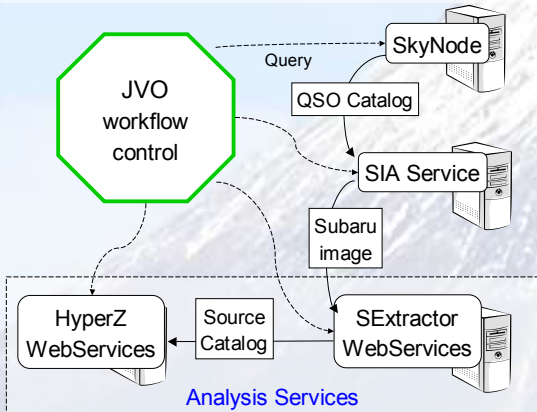 SkyNode
Query
JVO
workflow
control
QSO Catalog
SIA Service
Subaru
image
HyperZ
WebServices
Source
Catalog
SExtractor
WebServices
Analysis Services